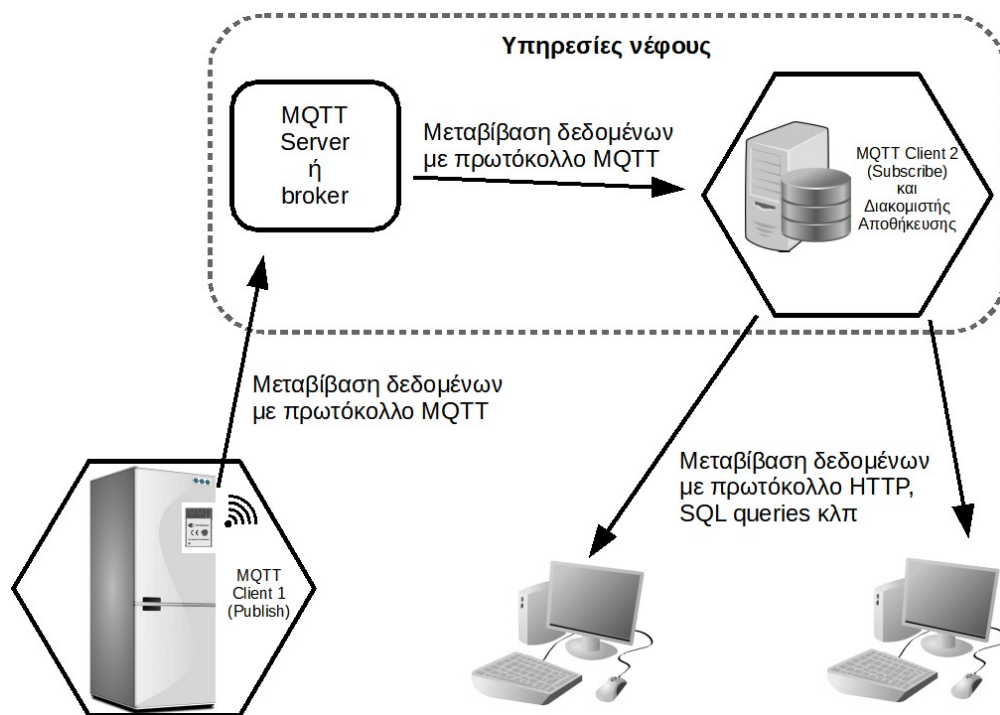 Υπηρεσίες νέφους
MQTT
Server
ή
broker
Μεταβίβαση δεδομένων
με πρωτόκολλο MQTT
MQTT Client 2
(Subscribe)
και
Διακομιστής
Αποθήκευσης
Μεταβίβαση δεδομένων
με πρωτόκολλο MQTT
Μεταβίβαση δεδομένων
με πρωτόκολλο HTTP,
SQL queries κλπ
MQTT
Client 1
(Publish)